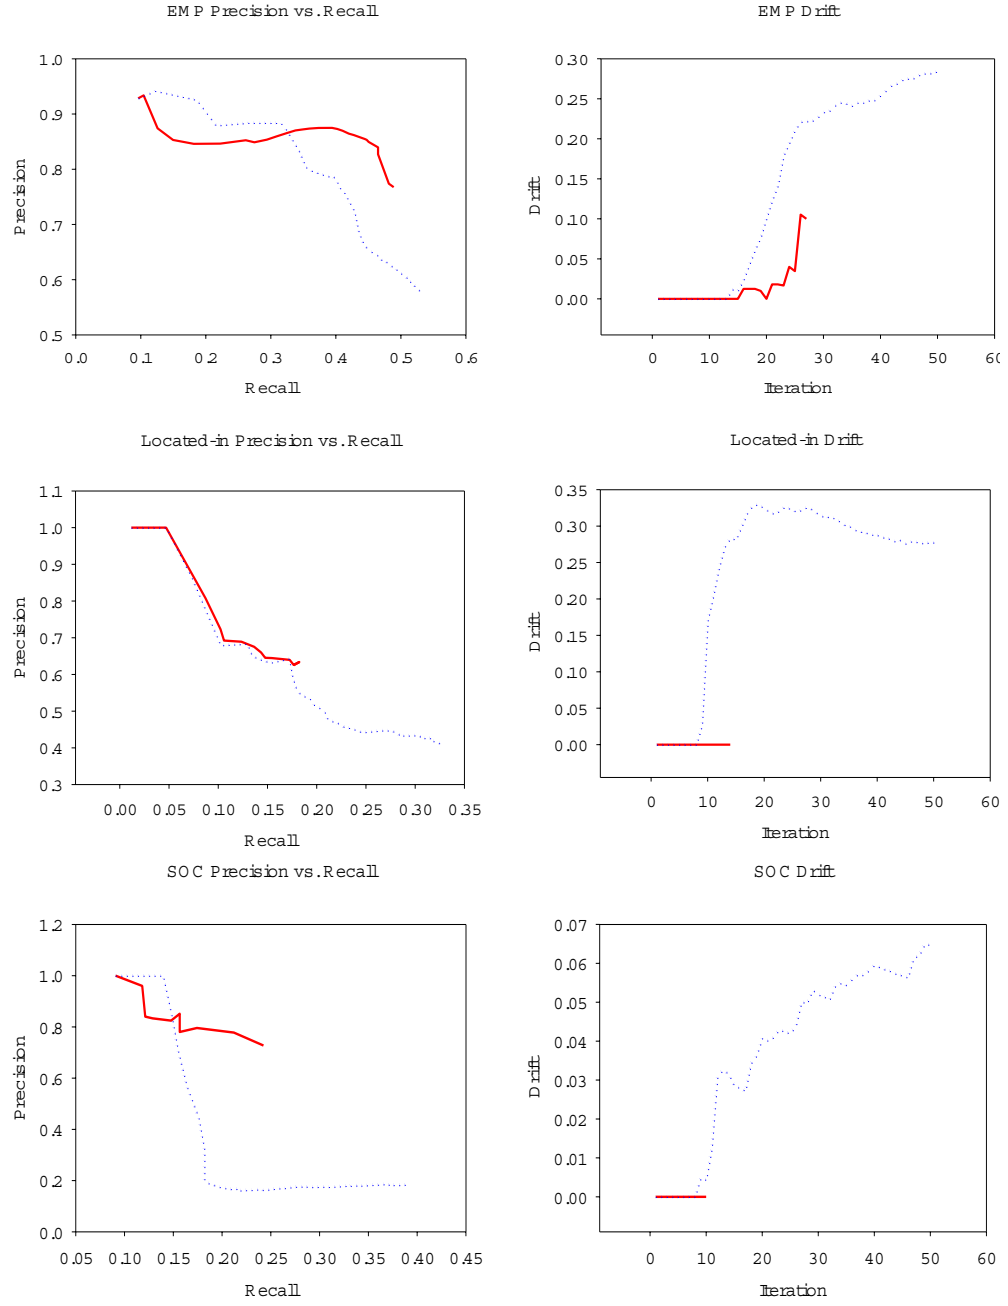 EMP Precision vs. Recall
EMP Drift
1.0
0.9
0.8
0.7
0.6
0.5
Precision
0.0 0.1 0.2 0.3 0.4 0.5 0.6
Recall
0.30
0.25
0.20
0.15
0.10
0.05
0.00
Drift
0 10 20 30 40 50 60
Iteration
Located-in Precision vs. Recall
Located-in Drift
1.1
1.0
0.9
0.8
0.7
0.6
0.5
0.4
0.3
Precision
0.00 0.05 0.10 0.15 0.20 0.25 0.30 0.35
Recall
0.35
0.30
0.25
0.20
0.15
0.10
0.05
0.00
Drift
0 10 20 30 40 50 60
Iteration
SOC Precision vs. Recall
SOC Drift
1.2
1.0
0.8
0.6
0.4
0.2
0.0
Precision
0.05 0.10 0.15 0.20 0.25 0.30 0.35 0.40 0.45
Recall
0.07
0.06
0.05
0.04
0.03
0.02
0.01
0.00
Drift
0 10 20 30 40 50 60
Iteration